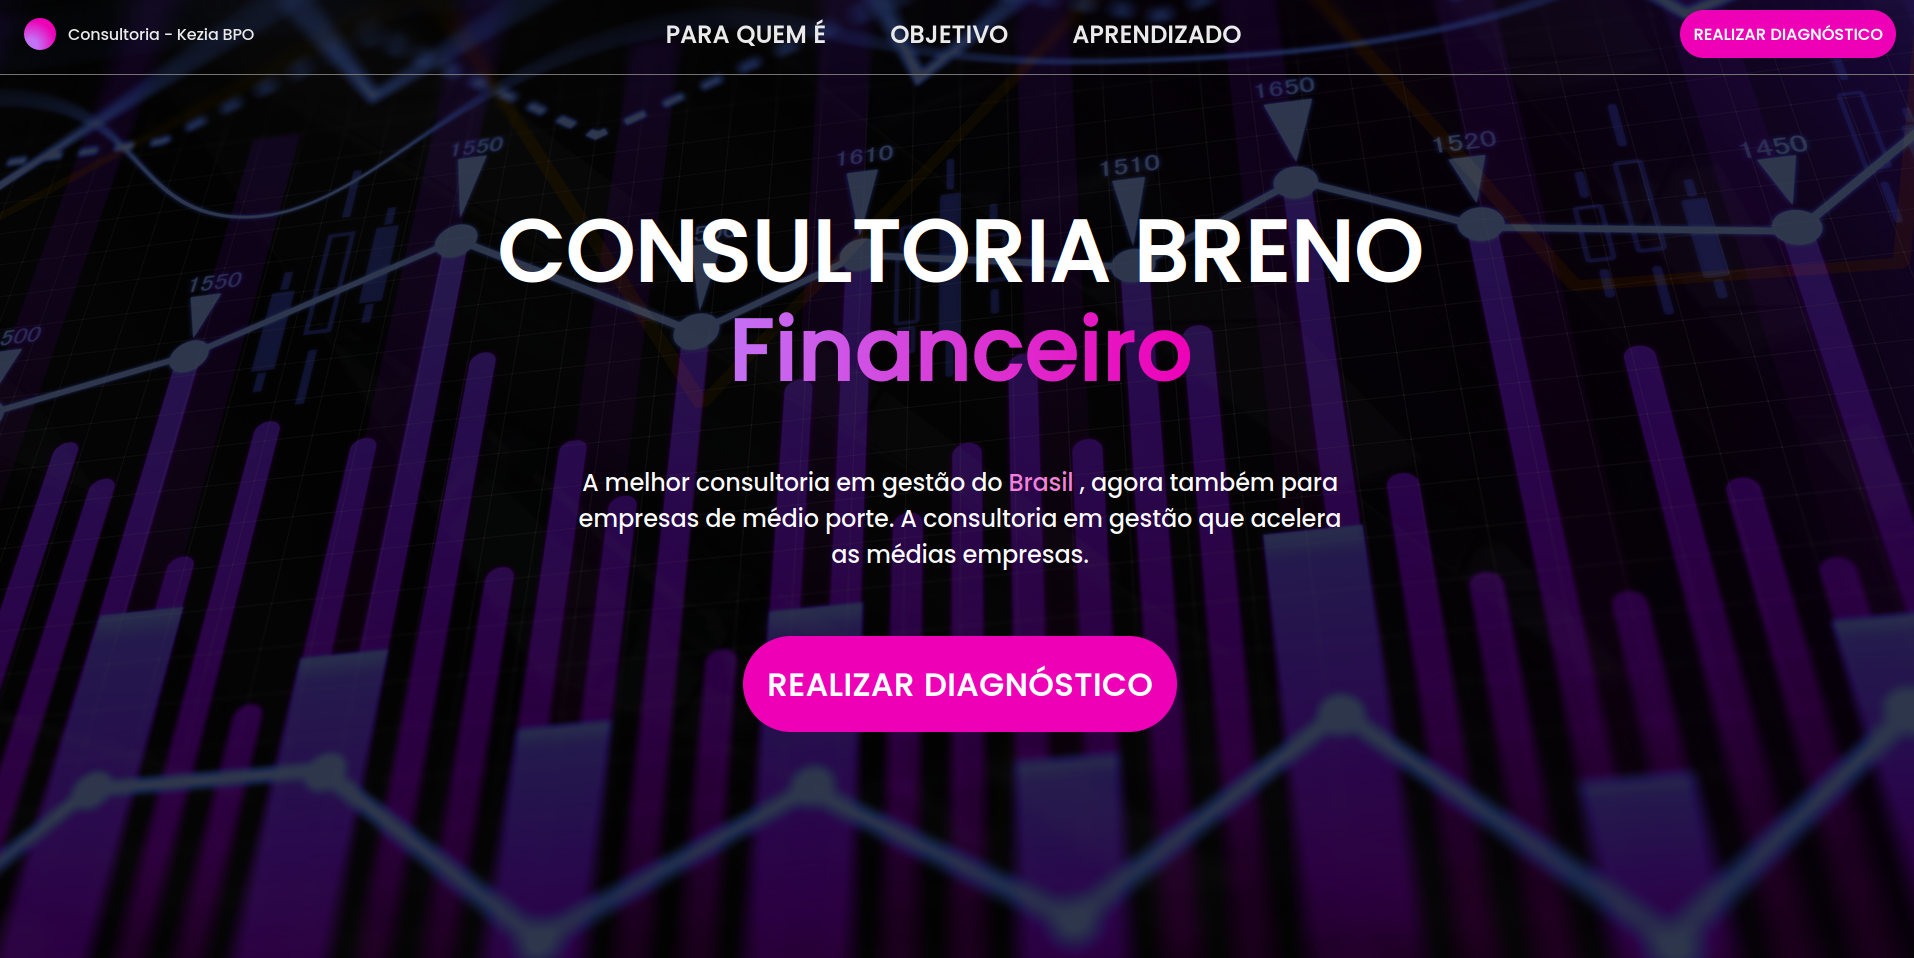 Consultoria - Kezia BPO
PARA QUEM É
OBJETIVO
APRENDIZADO
REALIZAR DIAGNÓSTICO
1650
1550
1610
1510
1520
1450
CONSULTORIA BRENO
1550
500
Financeiro
A melhor consultoria em gestão do Brasil , agora também para
empresas de médio porte. A consultoria em gestão que acelera
as médias empresas.
REALIZAR DIAGNÓSTICO